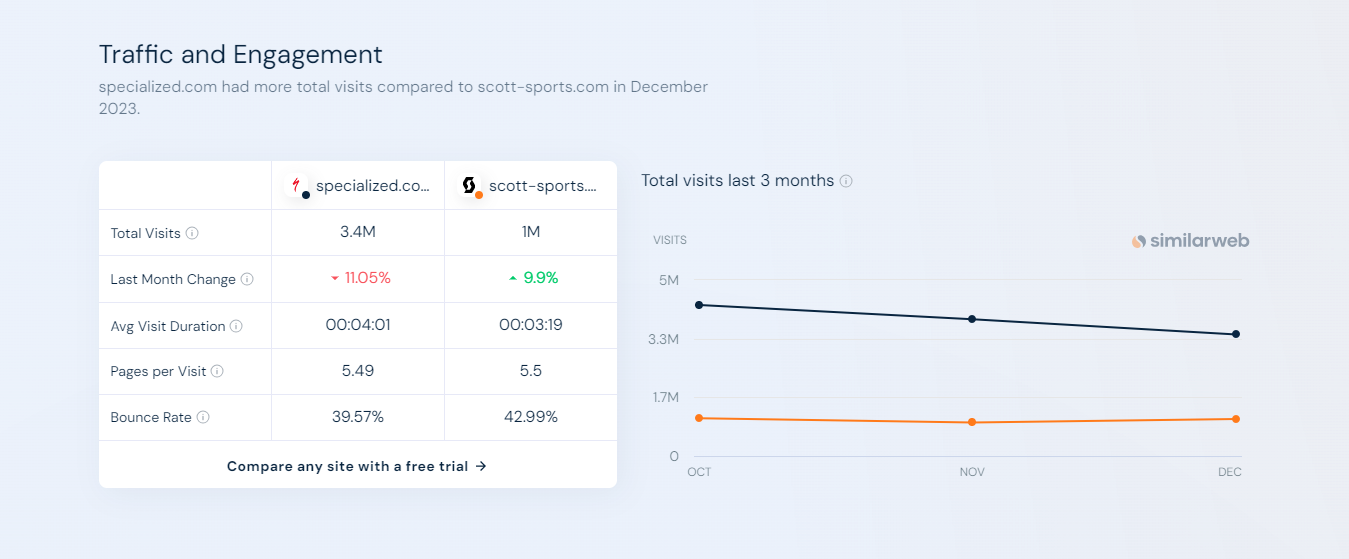 Traffic and Engagement
specialized.com had more total visits compared to scott-sports.com in December
2023.
specialized.co...
scott-sports....
Total Visits
3.4M
1M
Last Month Change
11.05%
9.9%
Avg Visit Duration
00:04:01
00:03:19
Pages per Visit
5.49
5.5
Bounce Rate
39.57%
42.99%
Compare any site with a free trial →
Total visits last 3 months
VISITS
similarweb
5M
3.3M
1.7M
0
OCT
NOV
DEC